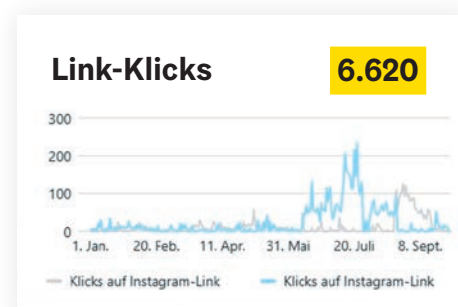 Link-Klicks 6.620
300
200
100
0
1. Jan. 20. Feb. 11. Apr. 31. Mai 20. Juli 8. Sept.
Klicks auf Instagram-Link Klicks auf Instagram-Link